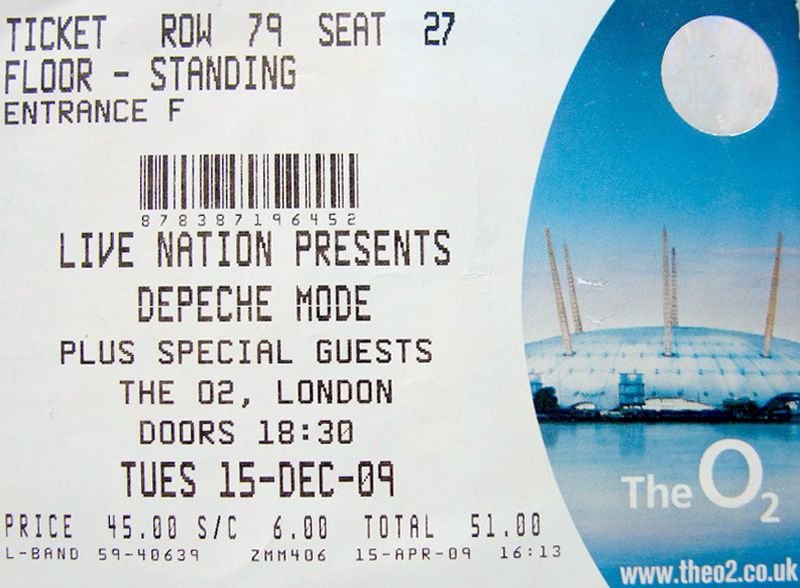 TICKET ROW 79 SEAT 27
FLOOR - STANDING
ENTRANCE F
878387196452
LIVE NATION PRESENTS
DEPECHE MODE
PLUS SPECIAL GUESTS
THE O2, LONDON
DOORS 18:30
TUES 15-DEC-09
PRICE 45.00 S/C 6.00 TOTAL 51.00
L-BAND 59-40639 ZMM406 15-APR-09 16:13
The O2
www.theo2.co.uk